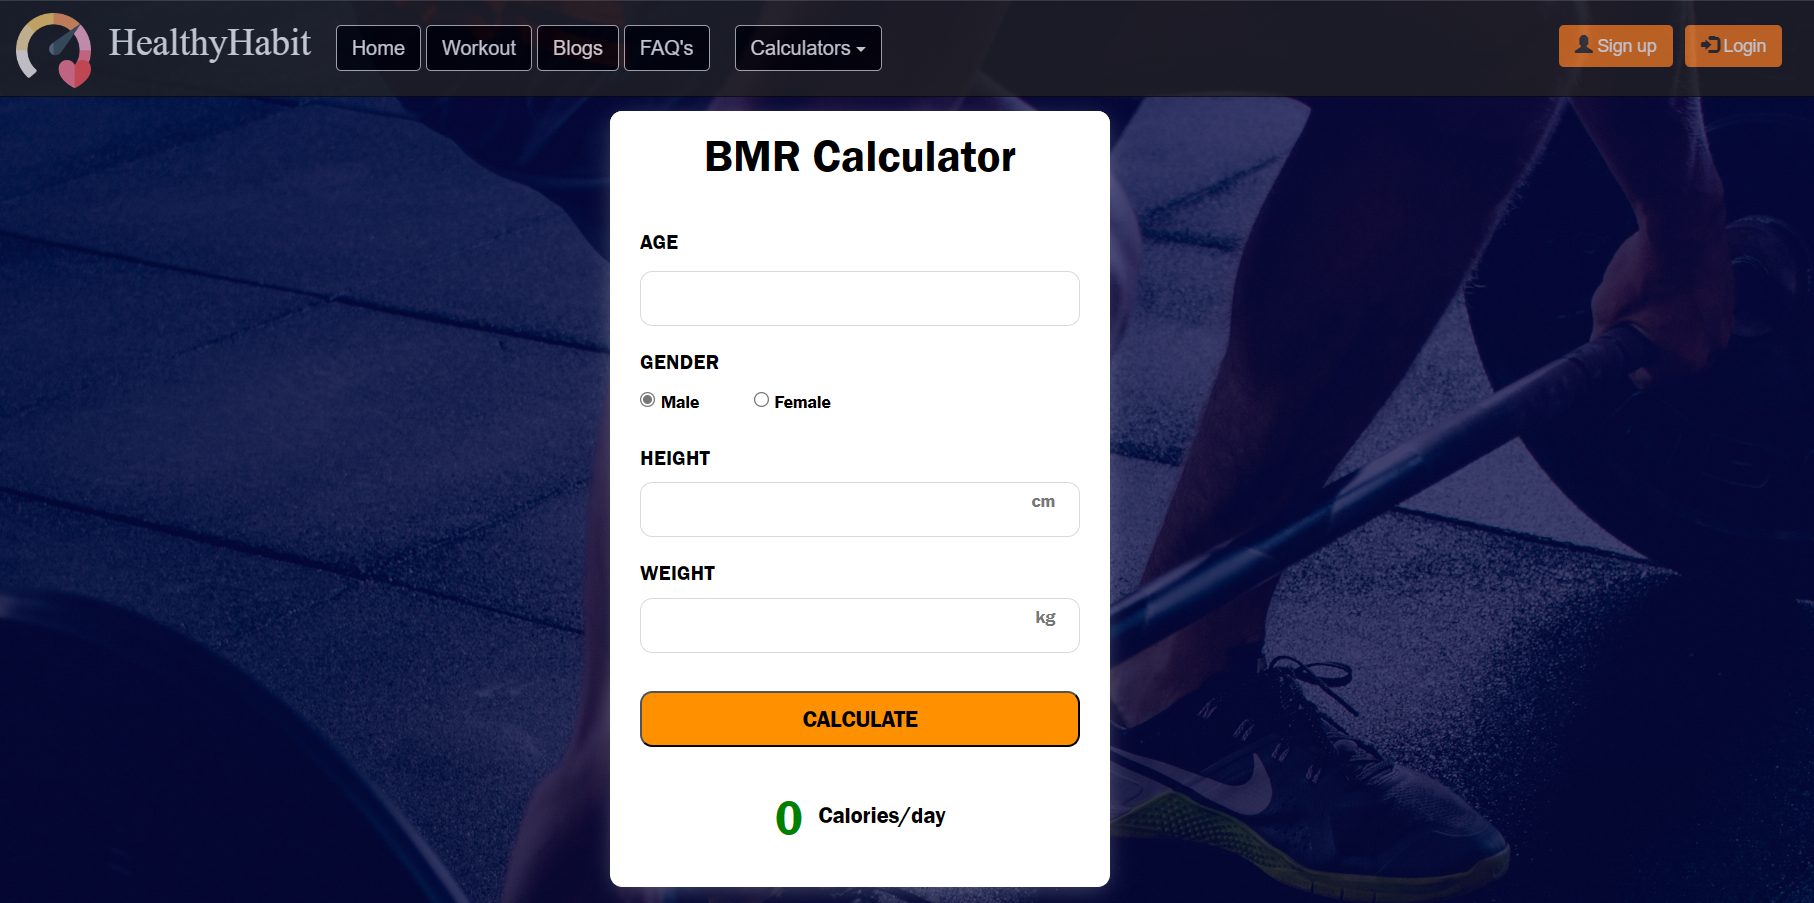 HealthyHabit
Home
Workout
Blogs
FAQ's
Calculators
Sign up
Login
BMR Calculator
AGE
GENDER
Male
Female
HEIGHT
cm
WEIGHT
kg
CALCULATE
0 Calories/day